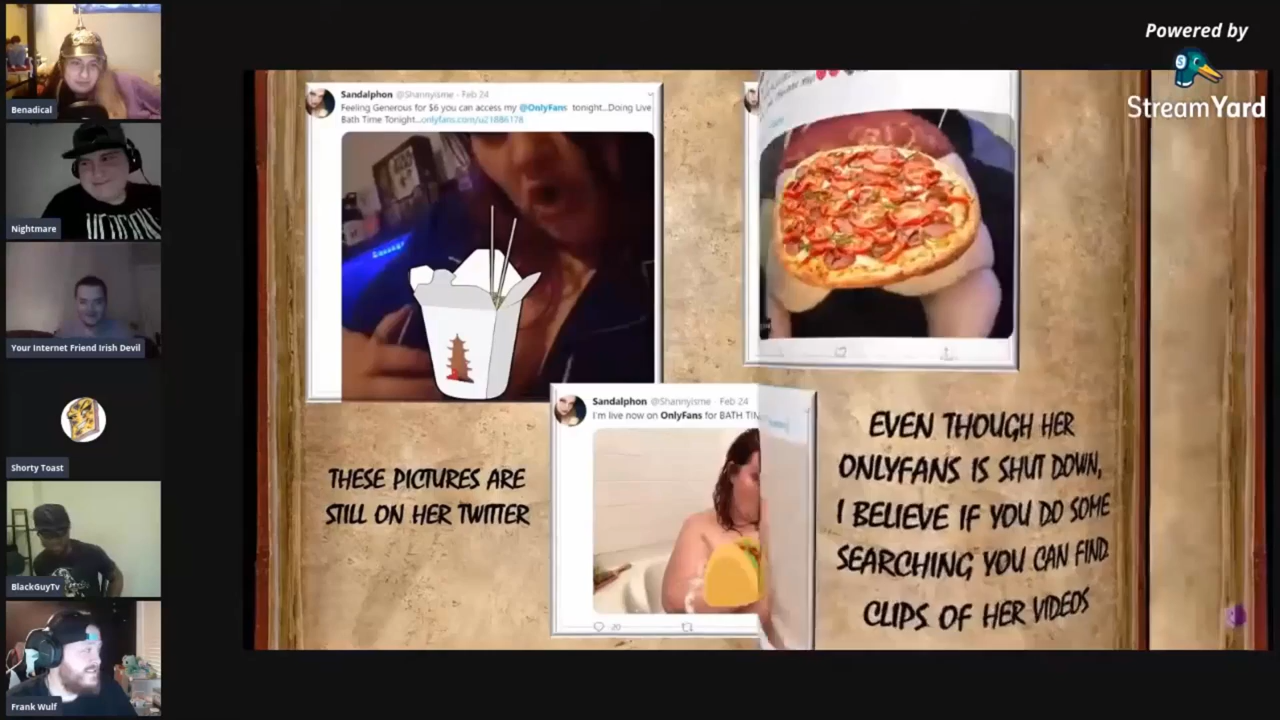 Benadical
Nightmare
Your Internet Friend Irish Devil
Shorty Toast
BlackGuyTv
Frank Wulf
Powered by
StreamYard
Sandalphon @Shannyisme · Feb 24
Feeling Generous for $6 you can access my @OnlyFans tonight...Doing Live
Bath Time Tonight...onlyfans.com/u21886178
THESE PICTURES ARE
STILL ON HER TWITTER
Sandalphon @Shannyisme · Feb 24
I'm live now on OnlyFans for BATH
20
EVEN THOUGH HER
ONLYFANS IS SHUT DOWN,
I BELIEVE IF YOU DO SOME
SEARCHING YOU CAN FIND
CLIPS OF HER VIDEOS